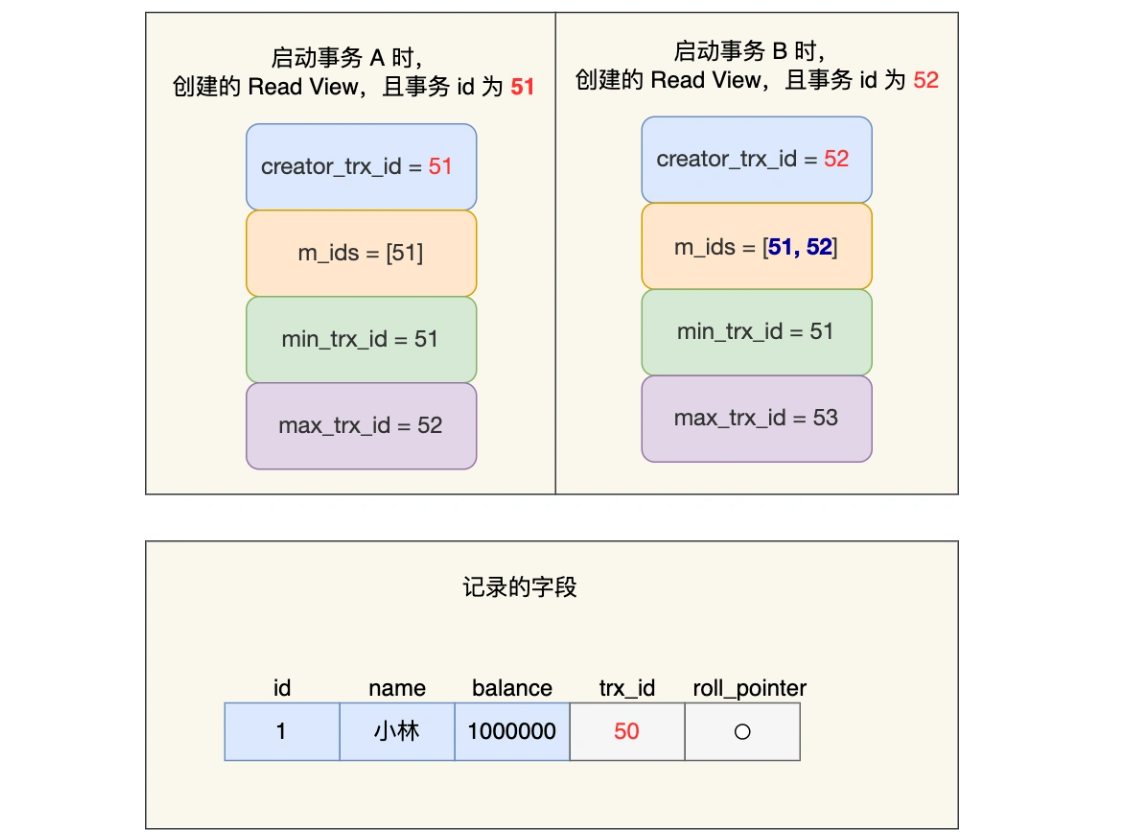 启动事务 A 时，
创建的 Read View，且事务 id 为 51
creator_trx_id = 51
m_ids = [51]
min_trx_id = 51
max_trx_id = 52
启动事务 B 时，
创建的 Read View，且事务 id 为 52
creator_trx_id = 52
m_ids = [51, 52]
min_trx_id = 51
max_trx_id = 53
记录的字段
id name balance trx_id roll_pointer
1 小林 1000000 50